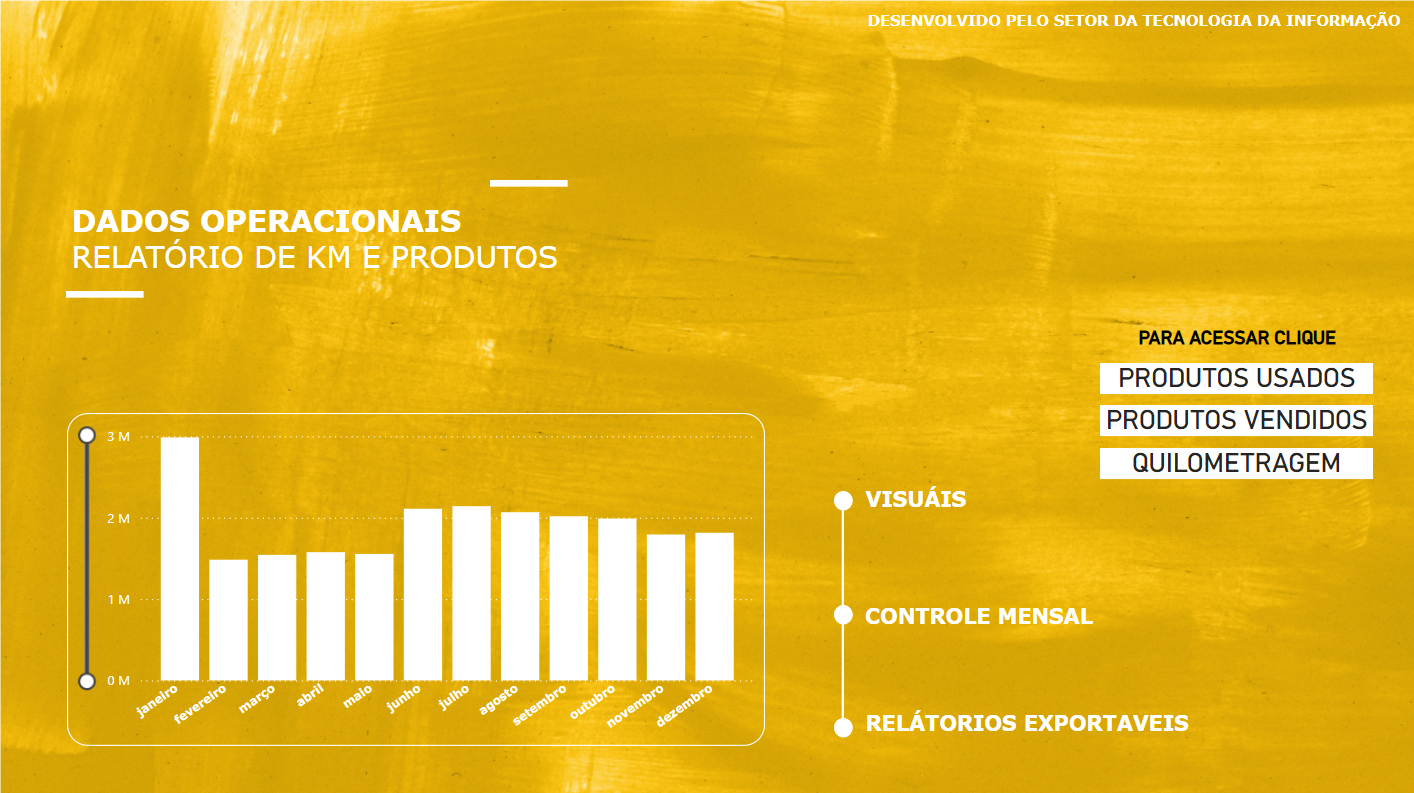 DESENVOLVIDO PELO SETOR DA TECNOLOGIA DA INFORMAÇÃO
DADOS OPERACIONAIS
RELATÓRIO DE KM E PRODUTOS
PARA ACESSAR CLIQUE
PRODUTOS USADOS
PRODUTOS VENDIDOS
QUILOMETRAGEM
3 M
2 M
1 M
0 M
janeiro
fevereiro
março
abril
maio
junho
julho
agosto
setembro
outubro
novembro
dezembro
VISUÁIS
CONTROLE MENSAL
RELÁTORIOS EXPORTAVEIS